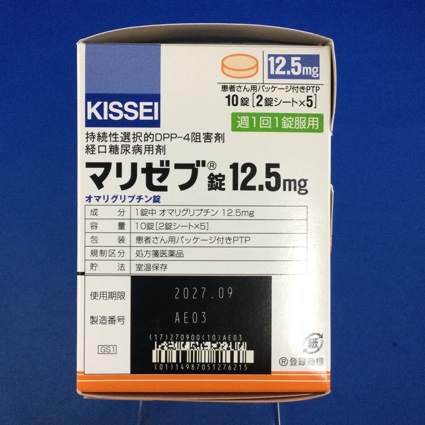 12.5mg
患者さん用パッケージ付きPTP
10錠[2錠シート×5]
週1回1錠服用
KISSEI
持続性選択的DPP-4阻害剤
経口糖尿病用剤
マリゼブ®錠12.5mg
オマリグリプチン錠
成 分 1錠中 オマリグリプチン 12.5mg
容 量 10錠[2錠シート×5]
包 装 患者さん用パッケージ付きPTP
規制区分 処方箋医薬品
貯 法 室温保存
使用期限 2027.09
製造番号 AE03
(17)270900(10)AE03
GS1
(01)14987051276215
紙
®登録商標